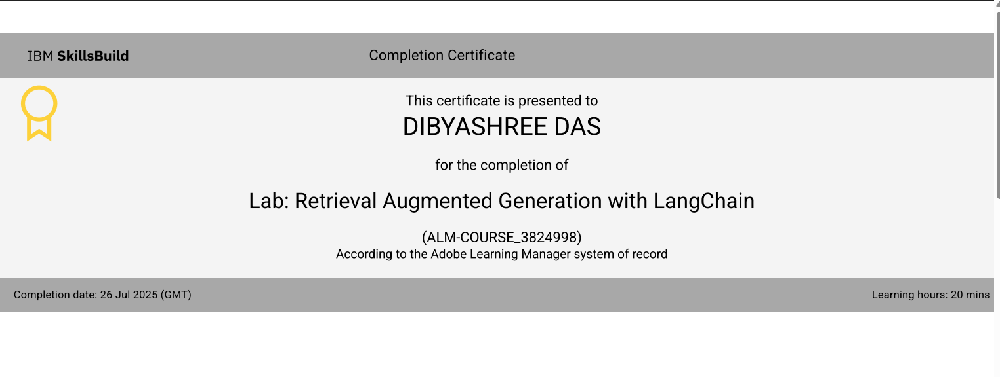 IBM SkillsBuild
Completion Certificate
This certificate is presented to
DIBYASHREE DAS
for the completion of
Lab: Retrieval Augmented Generation with LangChain
(ALM-COURSE_3824998)
According to the Adobe Learning Manager system of record
Completion date: 26 Jul 2025 (GMT)
Learning hours: 20 mins